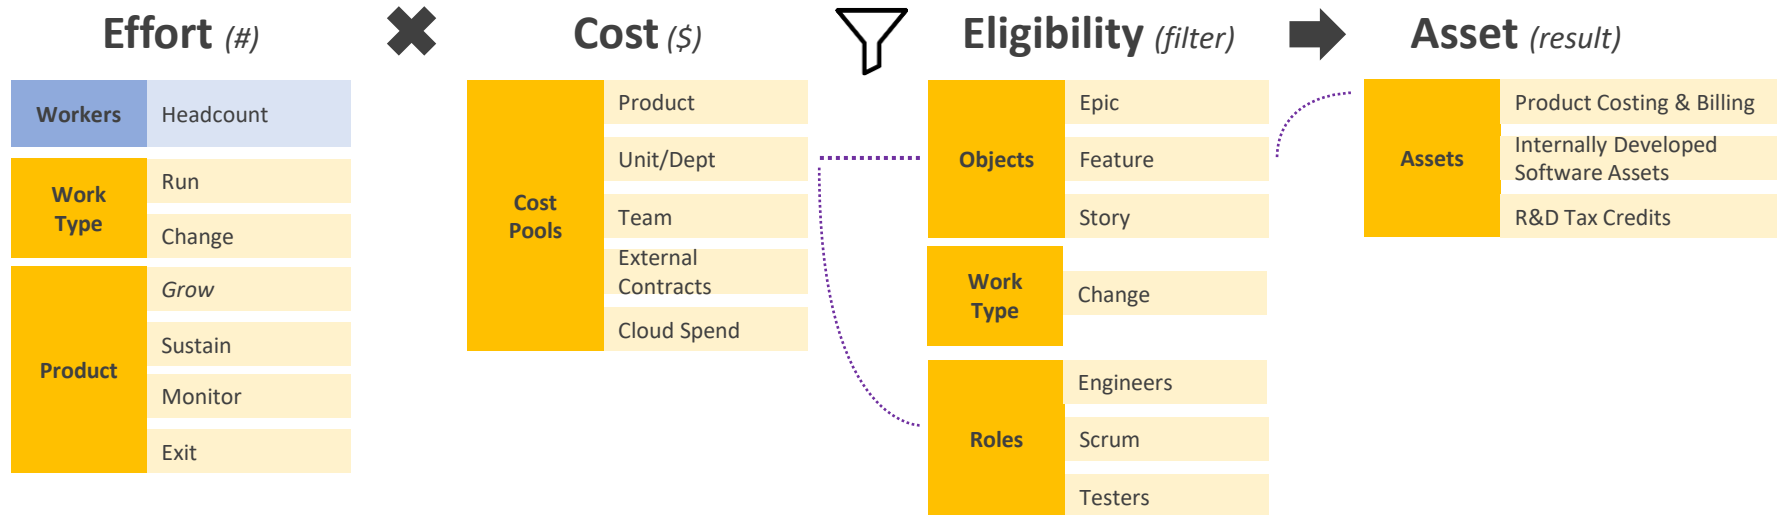 Effort (#)
Cost ($)
Eligibility (filter)
Asset (result)
Workers
Headcount
Work
Type
Run
Change
Product
Grow
Sustain
Monitor
Exit
Cost
Pools
Product
Unit/Dept
Team
External
Contracts
Cloud Spend
Objects
Epic
Feature
Story
Work
Type
Change
Roles
Engineers
Scrum
Testers
Assets
Product Costing & Billing
Internally Developed
Software Assets
R&D Tax Credits